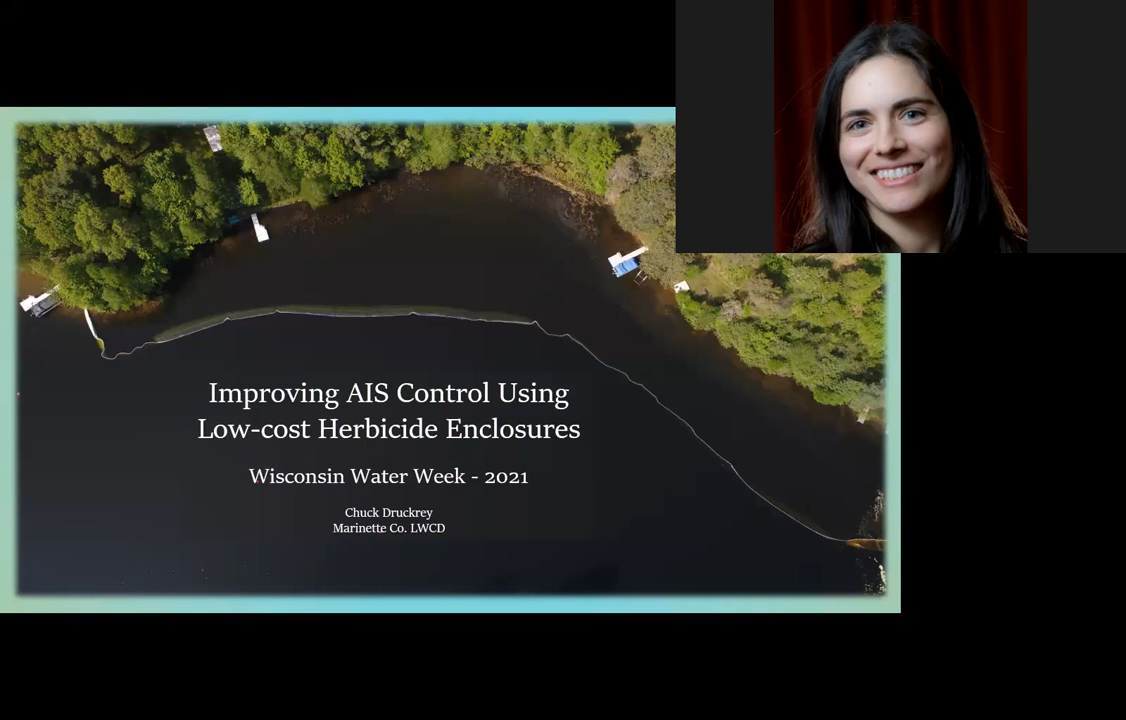 Improving AIS Control Using
Low-cost Herbicide Enclosures
Wisconsin Water Week - 2021
Chuck Druckrey
Marinette Co. LWCD